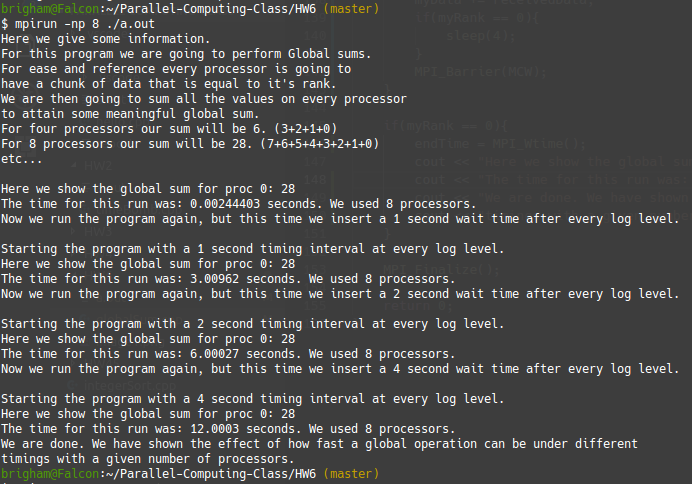 brigham@Falcon:~/Parallel-Computing-Class/HW6 (master)
$ mpirun -np 8 ./a.out
Here we give some information.
For this program we are going to perform Global sums.
For ease and reference every processor is going to
have a chunk of data that is equal to it's rank.
We are then going to sum all the values on every processor
to attain some meaningful global sum.
For four processors our sum will be 6. (3+2+1+0)
For 8 processors our sum will be 28. (7+6+5+4+3+2+1+0)
etc...
Here we show the global sum for proc 0: 28
The time for this run was: 0.00244403 seconds. We used 8 processors.
Now we run the program again, but this time we insert a 1 second wait time after every log level.
Starting the program with a 1 second timing interval at every log level.
Here we show the global sum for proc 0: 28
The time for this run was: 3.00962 seconds. We used 8 processors.
Now we run the program again, but this time we insert a 2 second wait time after every log level.
Starting the program with a 2 second timing interval at every log level.
Here we show the global sum for proc 0: 28
The time for this run was: 6.00027 seconds. We used 8 processors.
Now we run the program again, but this time we insert a 4 second wait time after every log level.
Starting the program with a 4 second timing interval at every log level.
Here we show the global sum for proc 0: 28
The time for this run was: 12.0003 seconds. We used 8 processors.
We are done. We have shown the effect of how fast a global operation can be under different
timings with a given number of processors.
brigham@Falcon:~/Parallel-Computing-Class/HW6 (master)